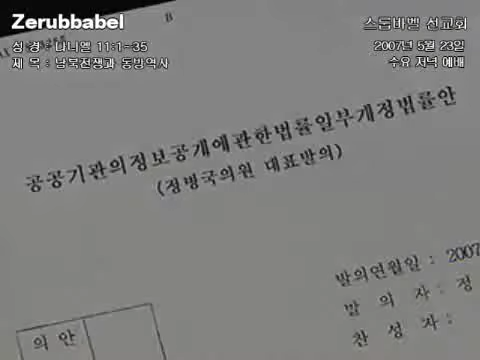 Zerubbabel
스룹바벨 선교회
성 경 : 다니엘 11:1~35
2007년 5월 23일
제 목 : 남북전쟁과 동방역사
수요 저녁 예배
B
공공기관의정보공개에관한법률일부개정법률안
(정병국의원 대표발의)
발의연월일 : 2007
발 의 자 : 정
찬 성 자 :
의 안